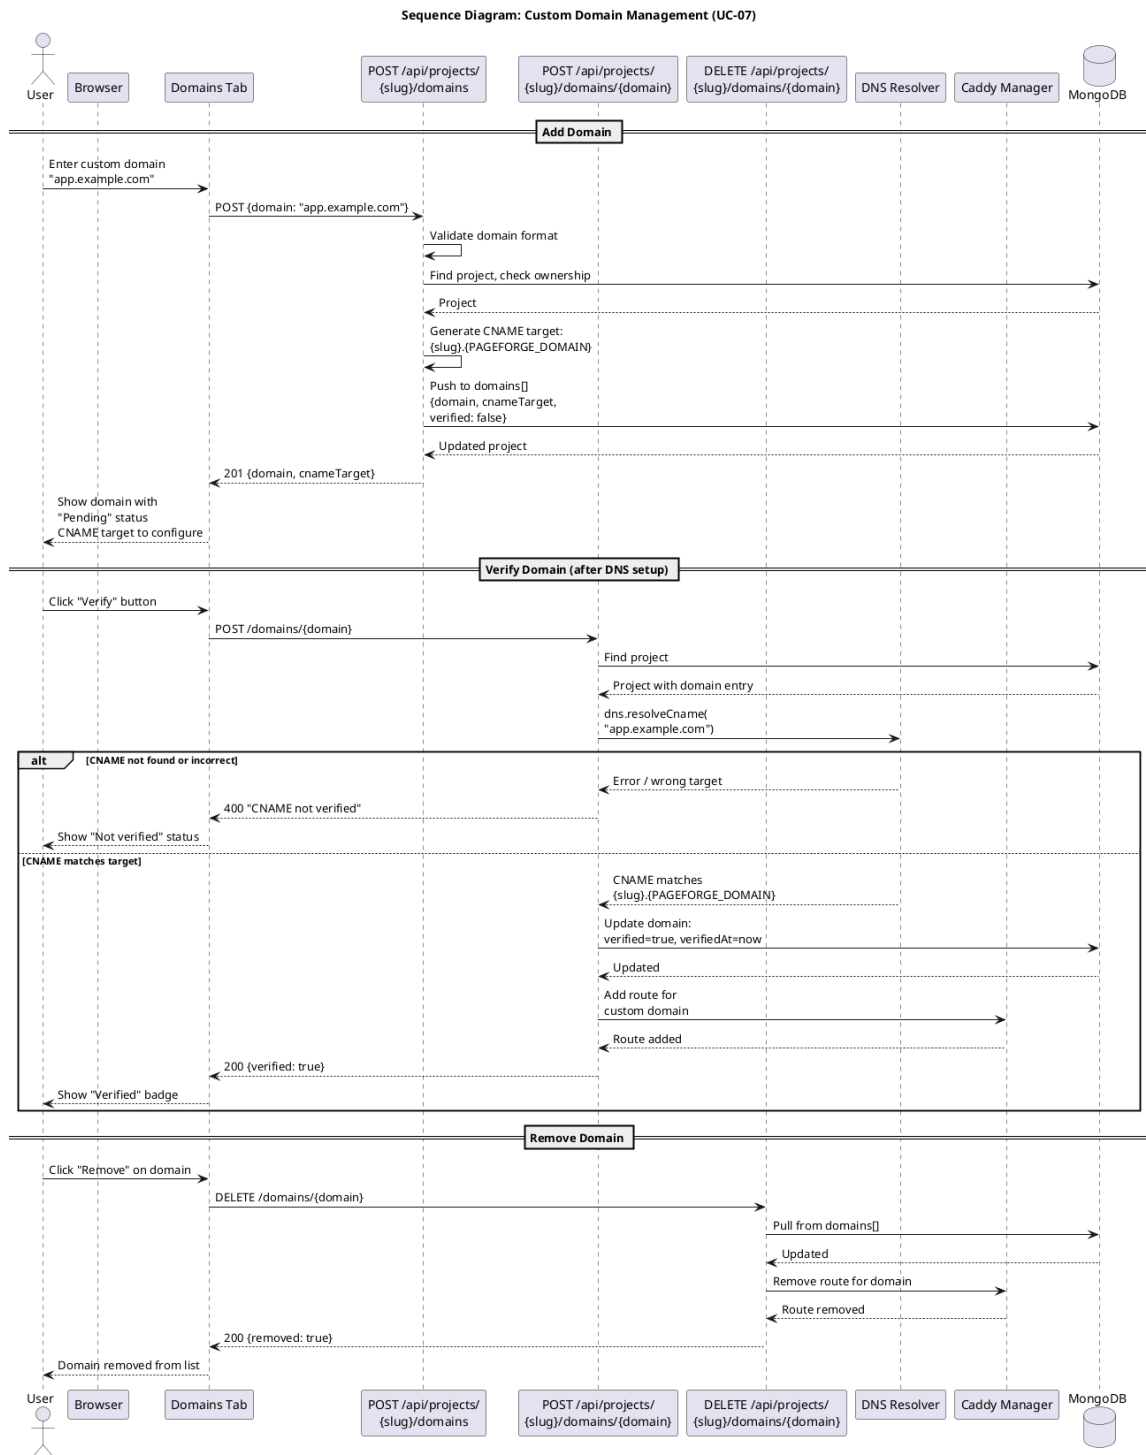 Sequence Diagram: Custom Domain Management (UC-07)
User
Browser
Domains Tab
POST /api/projects/
{slug}/domains
POST /api/projects/
{slug}/domains/{domain}
DELETE /api/projects/
{slug}/domains/{domain}
DNS Resolver
Caddy Manager
MongoDB
Add Domain
Enter custom domain
"app.example.com"
POST {domain: "app.example.com"}
Validate domain format
Find project, check ownership
Project
Generate CNAME target:
{slug}.{PAGEFORGE_DOMAIN}
Push to domains[]
{domain, cnameTarget,
verified: false}
Updated project
201 {domain, cnameTarget}
Show domain with
"Pending" status
CNAME target to configure
Verify Domain (after DNS setup)
Click "Verify" button
POST /domains/{domain}
Find project
Project with domain entry
dns.resolveCname(
"app.example.com")
alt
[CNAME not found or incorrect]
Error / wrong target
400 "CNAME not verified"
Show "Not verified" status
[CNAME matches target]
CNAME matches
{slug}.{PAGEFORGE_DOMAIN}
Update domain:
verified=true, verifiedAt=now
Updated
Add route for
custom domain
Route added
200 {verified: true}
Show "Verified" badge
Remove Domain
Click "Remove" on domain
DELETE /domains/{domain}
Pull from domains[]
Updated
Remove route for domain
Route removed
200 {removed: true}
Domain removed from list
User
Browser
Domains Tab
POST /api/projects/
{slug}/domains
POST /api/projects/
{slug}/domains/{domain}
DELETE /api/projects/
{slug}/domains/{domain}
DNS Resolver
Caddy Manager
MongoDB